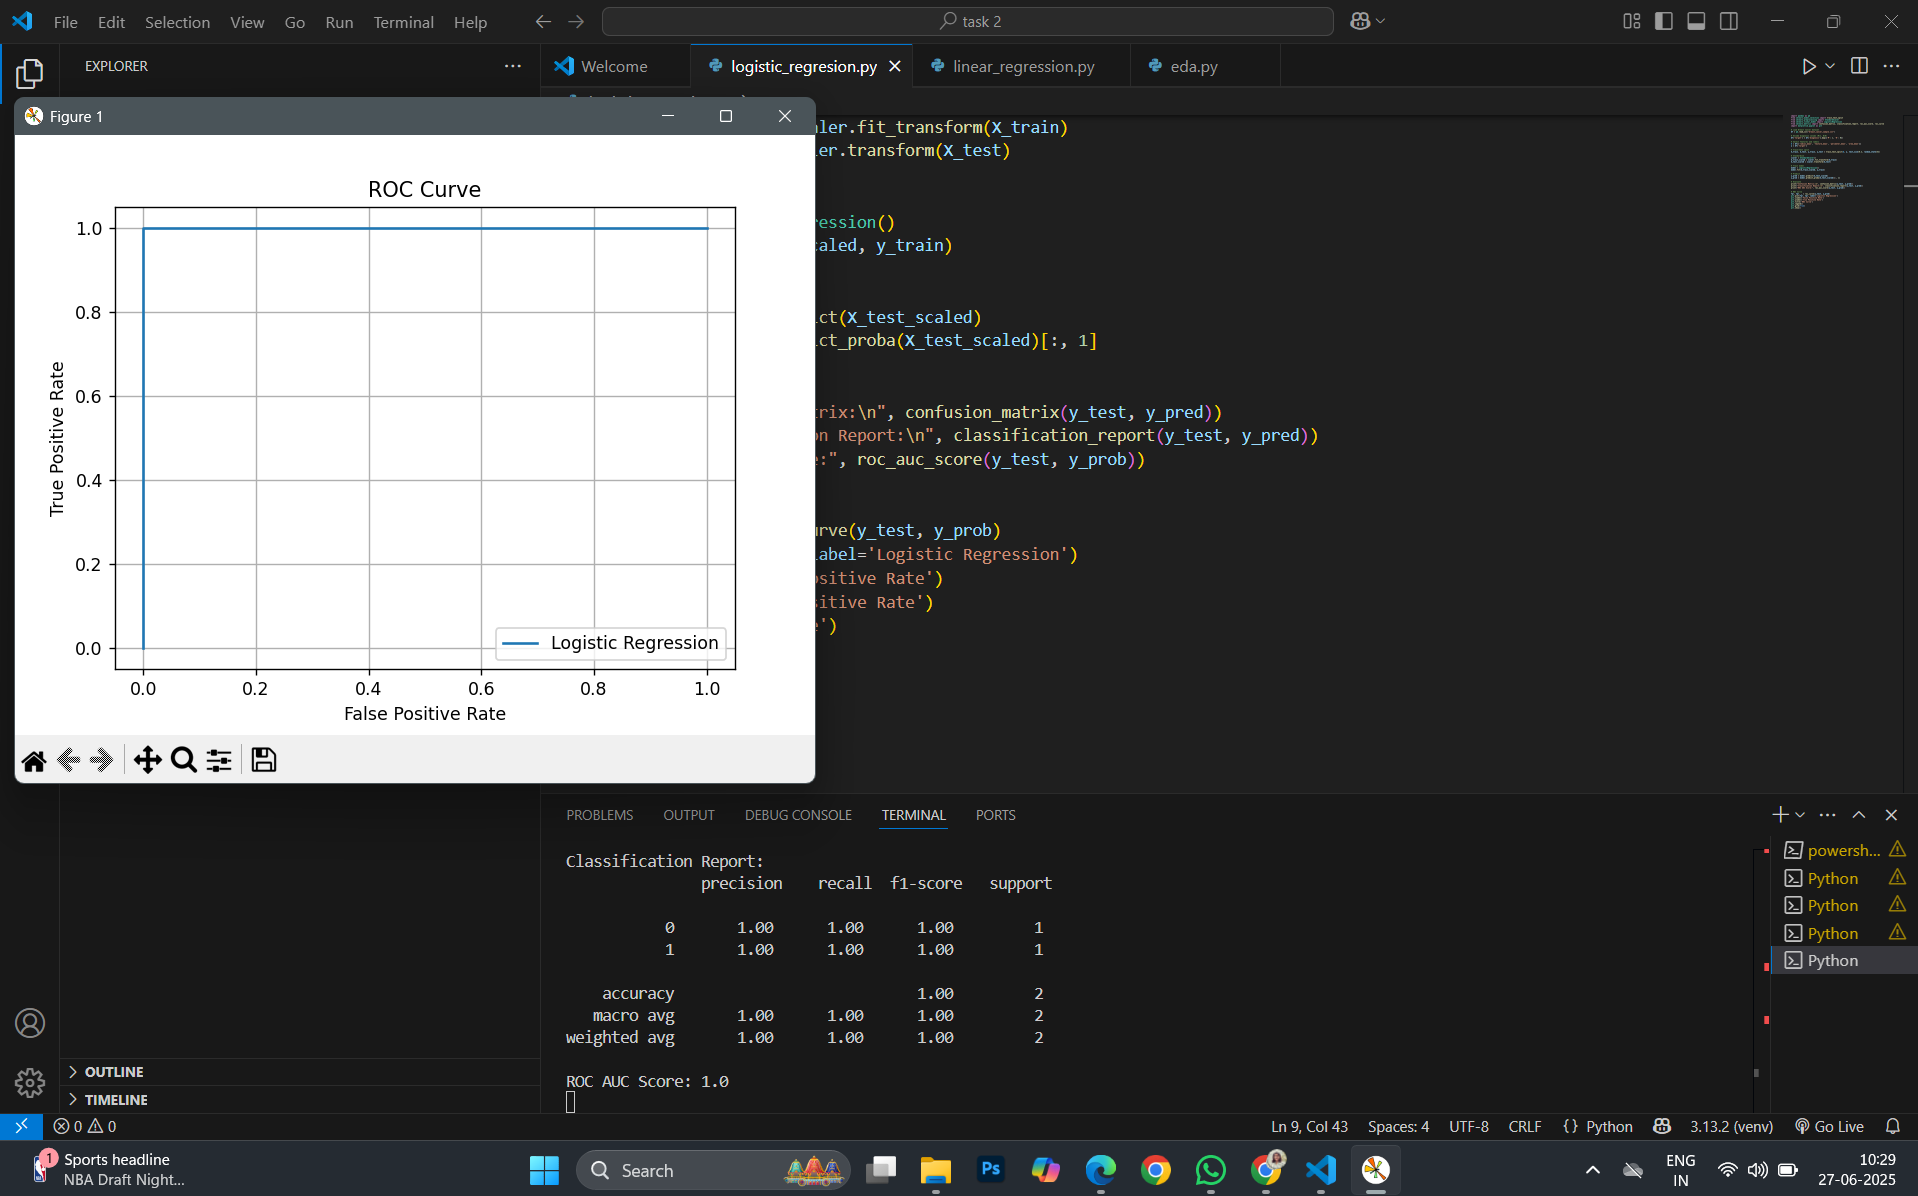 File Edit Selection View Go Run Terminal Help
task 2
EXPLORER
Welcome
logistic_regresion.py
linear_regression.py
eda.py
Figure 1
ROC Curve
1.0
0.8
0.6
0.4
0.2
0.0
True Positive Rate
0.0 0.2 0.4 0.6 0.8 1.0
False Positive Rate
Logistic Regression
ler.fit_transform(X_train)
er.transform(X_test)
ression()
aled, y_train)
ct(X_test_scaled)
ct_proba(X_test_scaled)[:, 1]
rix:\n", confusion_matrix(y_test, y_pred))
on Report:\n", classification_report(y_test, y_pred))
:", roc_auc_score(y_test, y_prob))
urve(y_test, y_prob)
abel='Logistic Regression')
ositive Rate')
itive Rate')
')
PROBLEMS OUTPUT DEBUG CONSOLE TERMINAL PORTS
Classification Report:
precision recall f1-score support
0 1.00 1.00 1.00 1
1 1.00 1.00 1.00 1
accuracy 1.00 2
macro avg 1.00 1.00 1.00 2
weighted avg 1.00 1.00 1.00 2
ROC AUC Score: 1.0
powersh...
Python
Python
Python
Python
OUTLINE
TIMELINE
0 0
Ln 9, Col 43 Spaces: 4 UTF-8 CRLF {} Python 3.13.2 (venv) Go Live
1
Sports headline
NBA Draft Night...
Search
Ps
ENG
IN
10:29
27-06-2025